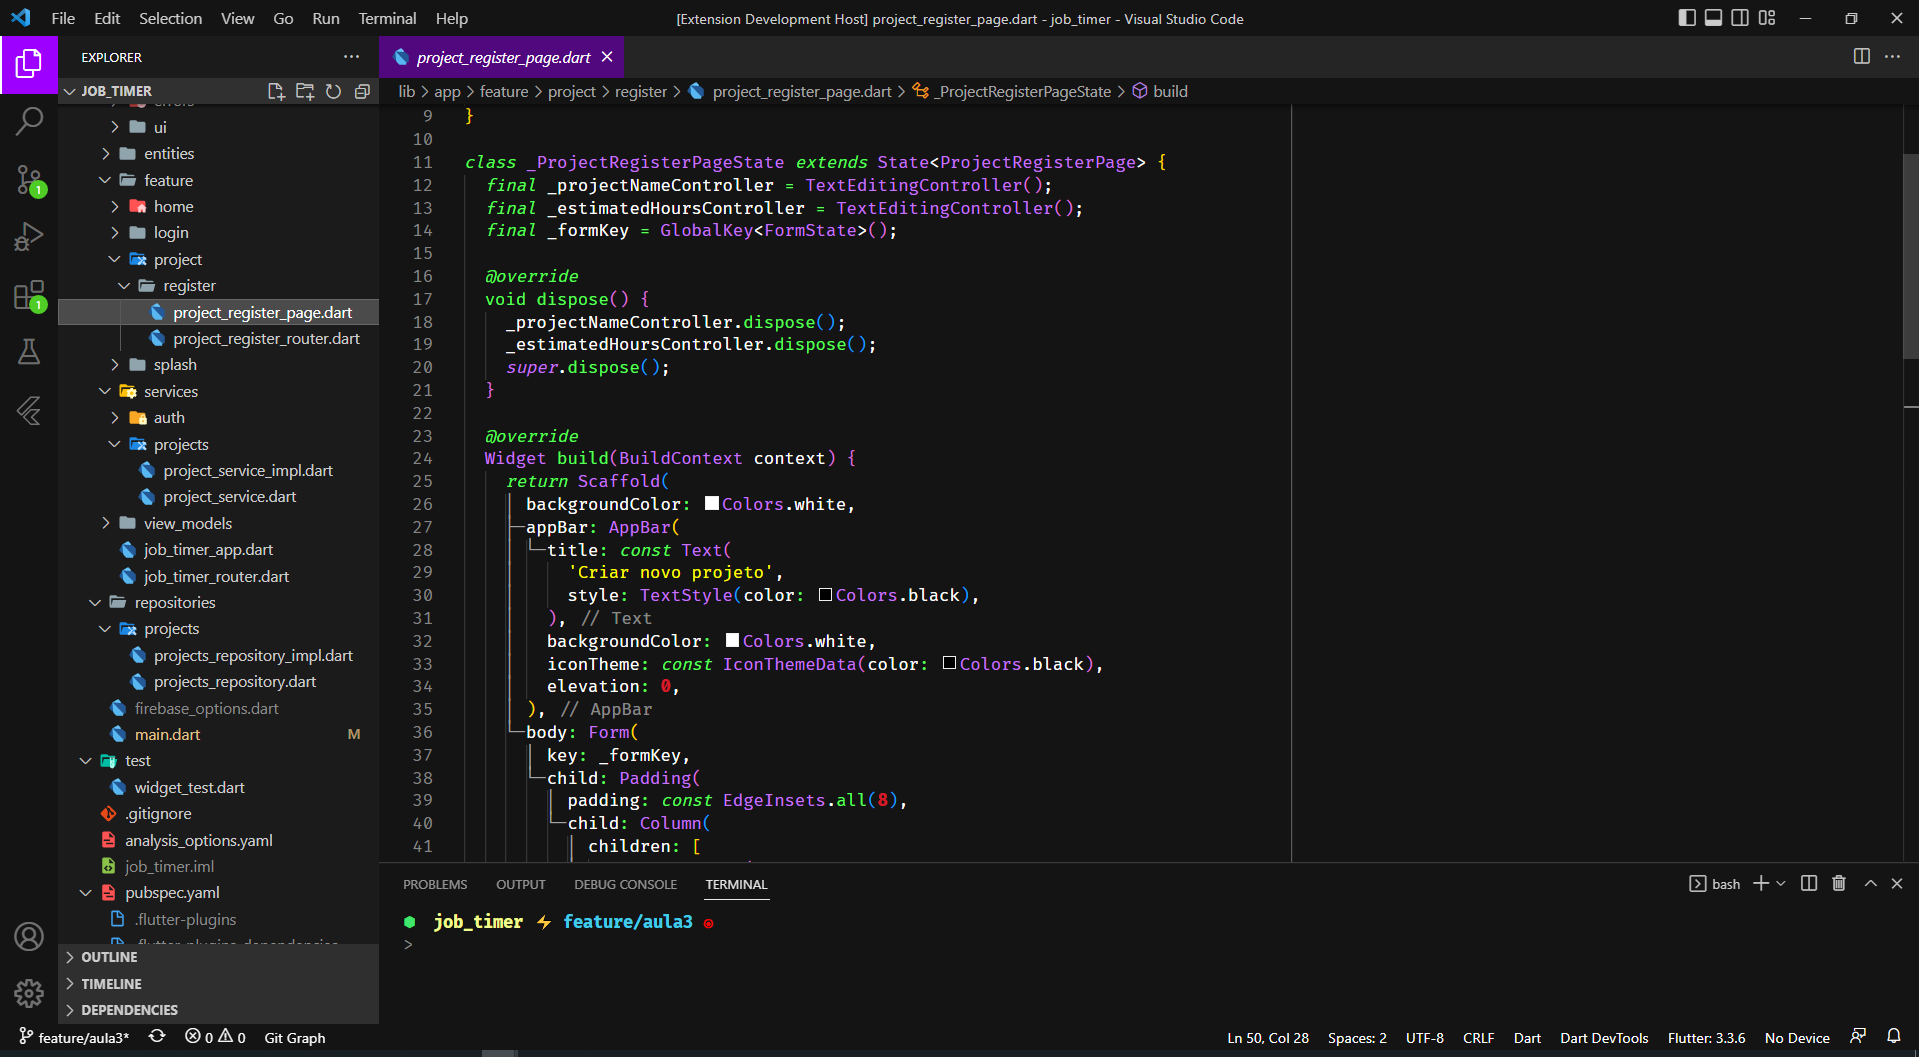 File Edit Selection View Go Run Terminal Help
[Extension Development Host] project_register_page.dart - job_timer - Visual Studio Code
EXPLORER
project_register_page.dart
JOB_TIMER
lib > app > feature > project > register > project_register_page.dart > _ProjectRegisterPageState > build
errors
ui
entities
feature
home
login
project
register
project_register_page.dart
project_register_router.dart
splash
services
auth
projects
project_service_impl.dart
project_service.dart
view_models
job_timer_app.dart
job_timer_router.dart
repositories
projects
projects_repository_impl.dart
projects_repository.dart
firebase_options.dart
main.dart M
test
widget_test.dart
.gitignore
analysis_options.yaml
job_timer.iml
pubspec.yaml
.flutter-plugins
.flutter-plugins-dependencies
OUTLINE
TIMELINE
DEPENDENCIES
1
1
9 }
10
11 class _ProjectRegisterPageState extends State<ProjectRegisterPage> {
12 final _projectNameController = TextEditingController();
13 final _estimatedHoursController = TextEditingController();
14 final _formKey = GlobalKey<FormState>();
15
16 @override
17 void dispose() {
18 _projectNameController.dispose();
19 _estimatedHoursController.dispose();
20 super.dispose();
21 }
22
23 @override
24 Widget build(BuildContext context) {
25 return Scaffold(
26 backgroundColor: Colors.white,
27 appBar: AppBar(
28 title: const Text(
29 'Criar novo projeto',
30 style: TextStyle(color: Colors.black),
31 ), // Text
32 backgroundColor: Colors.white,
33 iconTheme: const IconThemeData(color: Colors.black),
34 elevation: 0,
35 ), // AppBar
36 body: Form(
37 key: _formKey,
38 child: Padding(
39 padding: const EdgeInsets.all(8),
40 child: Column(
41 children: [
PROBLEMS OUTPUT DEBUG CONSOLE TERMINAL
bash
job_timer ⚡ feature/aula3
>
feature/aula3* 0 0 Git Graph
Ln 50, Col 28 Spaces: 2 UTF-8 CRLF Dart Dart DevTools Flutter: 3.3.6 No Device